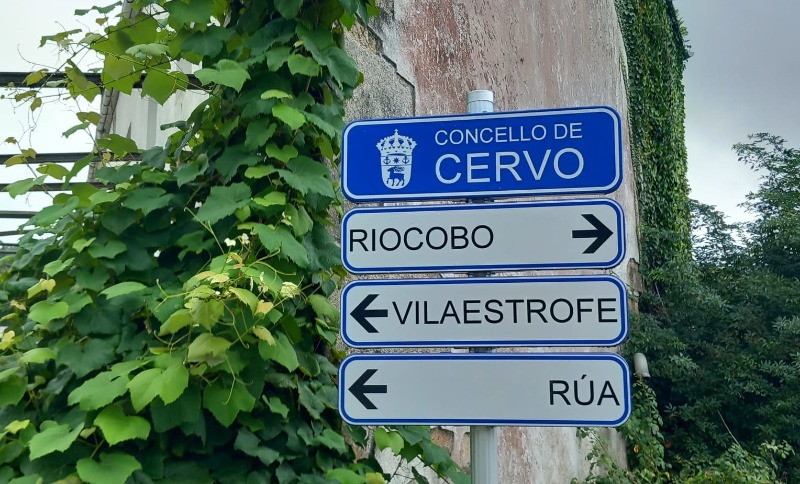 CONCELLO DE
CERVO
RIOCOBO
VILAESTROFE
RÚA